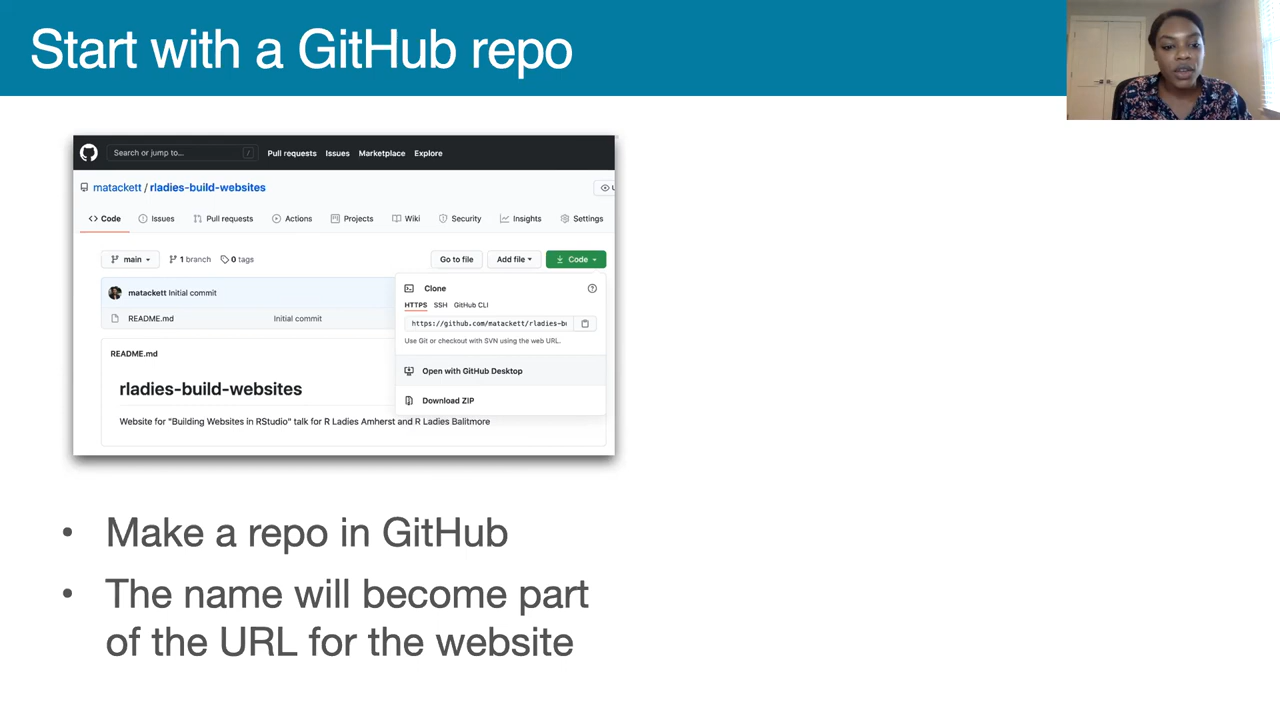 Start with a GitHub repo
Search or jump to... /
Pull requests Issues Marketplace Explore
matackett / rladies-build-websites
Code Issues Pull requests Actions Projects Wiki Security Insights Settings
main 1 branch 0 tags Go to file Add file Code
matackett Initial commit
README.md Initial commit
Clone
HTTPS SSH GitHub CLI
https://github.com/matackett/rladies-bu
Use Git or checkout with SVN using the web URL.
Open with GitHub Desktop
Download ZIP
README.md
rladies-build-websites
Website for "Building Websites in RStudio" talk for R Ladies Amherst and R Ladies Balitmore
• Make a repo in GitHub
• The name will become part
of the URL for the website